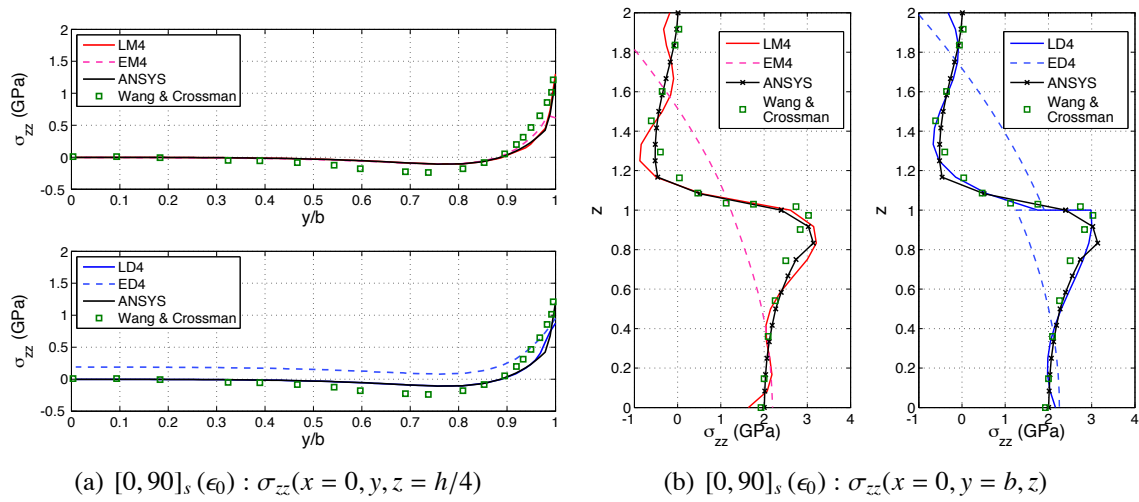 2
1.5
1
0.5
0
-0.5
σzz (GPa)
LM4
EM4
ANSYS
Wang & Crossman
0 0.1 0.2 0.3 0.4 0.5 0.6 0.7 0.8 0.9 1
y/b
2
1.5
1
0.5
0
-0.5
σzz (GPa)
LD4
ED4
ANSYS
Wang & Crossman
0 0.1 0.2 0.3 0.4 0.5 0.6 0.7 0.8 0.9 1
y/b
(a) [0, 90]s (ϵ0) : σzz(x = 0, y, z = h/4)
2
1.8
1.6
1.4
1.2
1
0.8
0.6
0.4
0.2
0
z
LM4
EM4
ANSYS
Wang &
Crossman
-1 0 1 2 3 4
σzz (GPa)
2
1.8
1.6
1.4
1.2
1
0.8
0.6
0.4
0.2
0
z
LD4
ED4
ANSYS
Wang &
Crossman
-1 0 1 2 3 4
σzz (GPa)
(b) [0, 90]s (ϵ0) : σzz(x = 0, y = b, z)